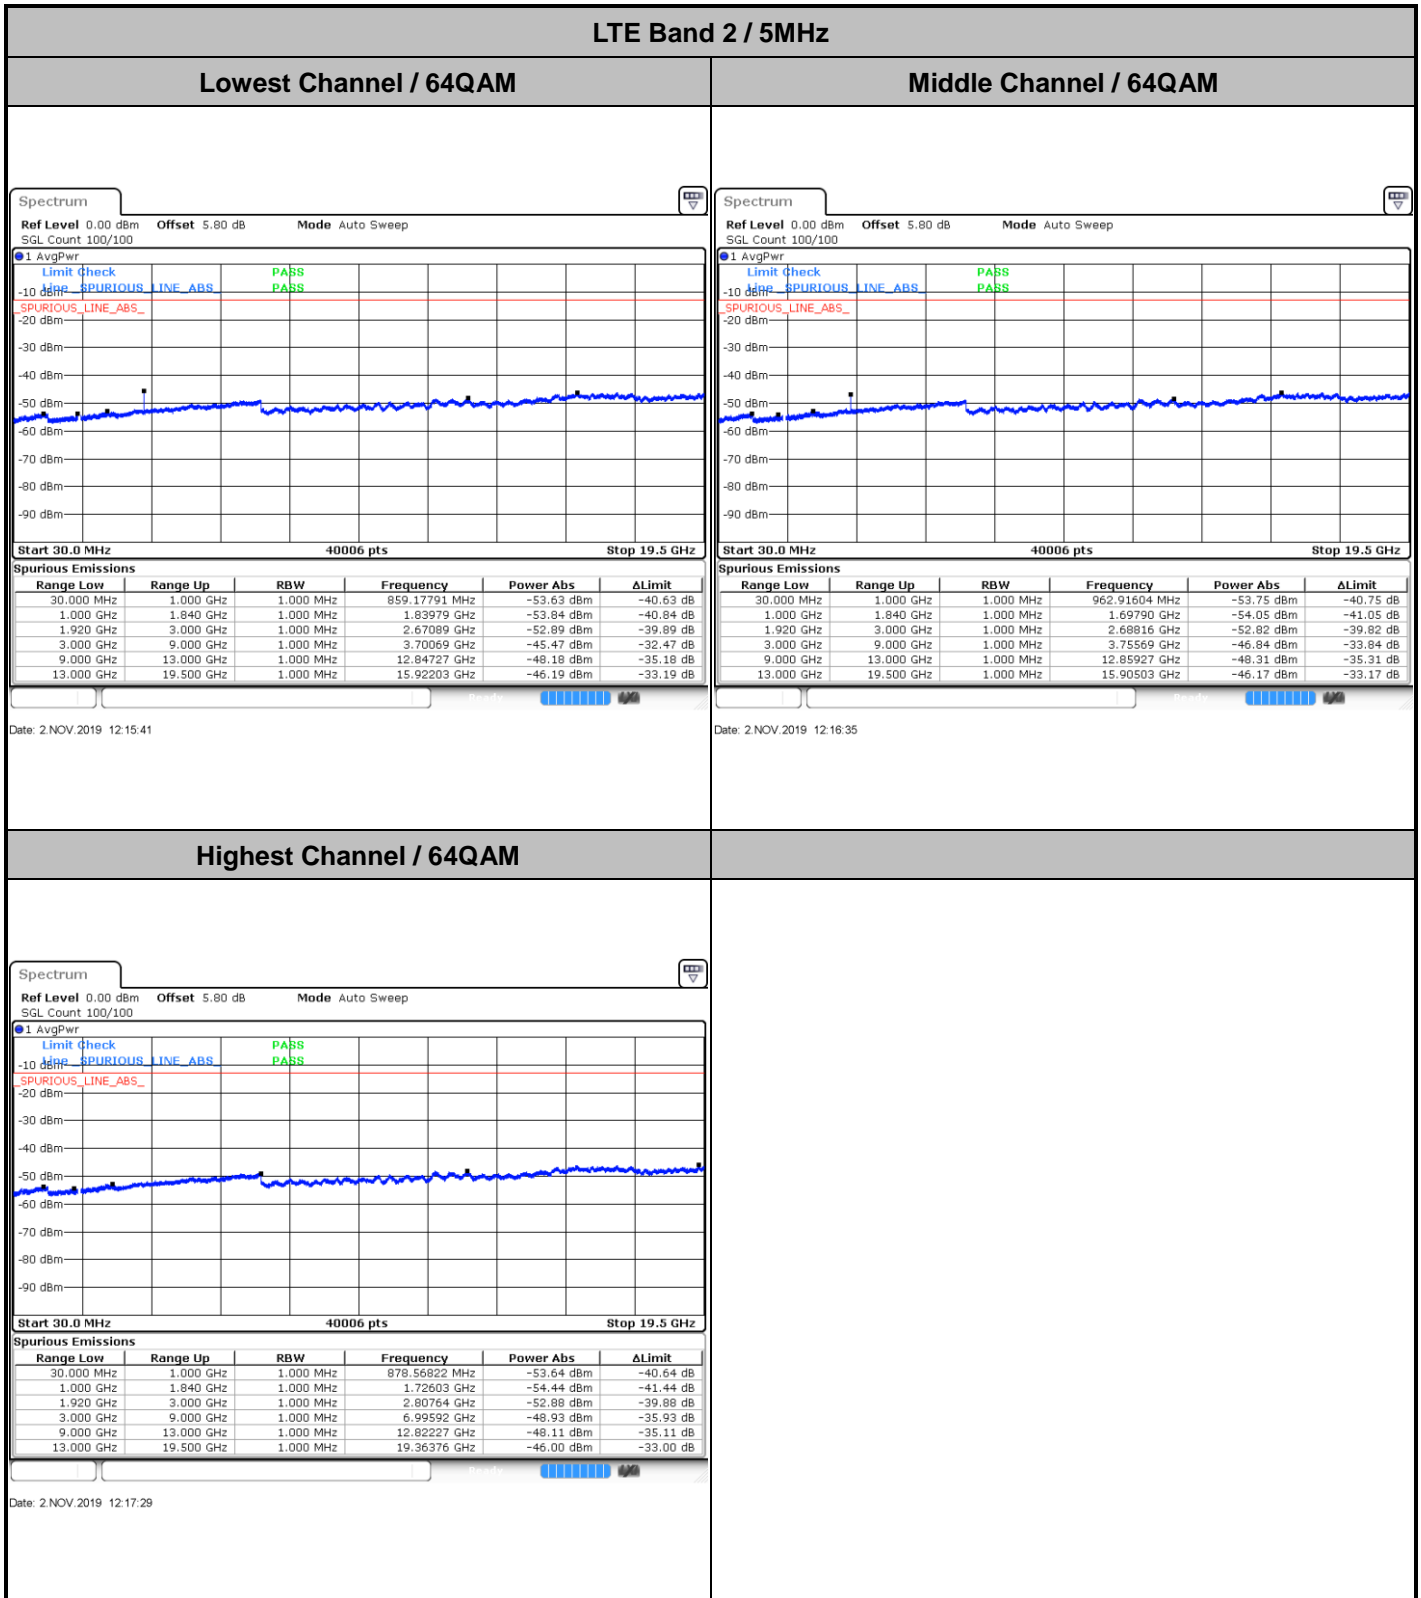 LTE Band 2 / 5MHz
Lowest Channel / 64QAM
Middle Channel / 64QAM
Spectrum
Ref Level 0.00 dBm Offset 5.80 dB Mode Auto Sweep
SGL Count 100/100
1 AvgPwr
Limit Check PASS
Line _SPURIOUS_LINE_ABS_ PASS
-10 dBm
_SPURIOUS_LINE_ABS_
-20 dBm
-30 dBm
-40 dBm
-50 dBm
-60 dBm
-70 dBm
-80 dBm
-90 dBm
Start 30.0 MHz 40006 pts Stop 19.5 GHz
Spurious Emissions
Range Low Range Up RBW Frequency Power Abs ΔLimit
30.000 MHz 1.000 GHz 1.000 MHz 859.17791 MHz -53.63 dBm -40.63 dB
1.000 GHz 1.840 GHz 1.000 MHz 1.83979 GHz -53.84 dBm -40.84 dB
1.920 GHz 3.000 GHz 1.000 MHz 2.67089 GHz -52.89 dBm -39.89 dB
3.000 GHz 9.000 GHz 1.000 MHz 3.70069 GHz -45.47 dBm -32.47 dB
9.000 GHz 13.000 GHz 1.000 MHz 12.84727 GHz -48.18 dBm -35.18 dB
13.000 GHz 19.500 GHz 1.000 MHz 15.92203 GHz -46.19 dBm -33.19 dB
Date: 2.NOV.2019 12:15:41
Spectrum
Ref Level 0.00 dBm Offset 5.80 dB Mode Auto Sweep
SGL Count 100/100
1 AvgPwr
Limit Check PASS
Line _SPURIOUS_LINE_ABS_ PASS
-10 dBm
_SPURIOUS_LINE_ABS_
-20 dBm
-30 dBm
-40 dBm
-50 dBm
-60 dBm
-70 dBm
-80 dBm
-90 dBm
Start 30.0 MHz 40006 pts Stop 19.5 GHz
Spurious Emissions
Range Low Range Up RBW Frequency Power Abs ΔLimit
30.000 MHz 1.000 GHz 1.000 MHz 962.91604 MHz -53.75 dBm -40.75 dB
1.000 GHz 1.840 GHz 1.000 MHz 1.69790 GHz -54.05 dBm -41.05 dB
1.920 GHz 3.000 GHz 1.000 MHz 2.68816 GHz -52.82 dBm -39.82 dB
3.000 GHz 9.000 GHz 1.000 MHz 3.75569 GHz -46.84 dBm -33.84 dB
9.000 GHz 13.000 GHz 1.000 MHz 12.85927 GHz -48.31 dBm -35.31 dB
13.000 GHz 19.500 GHz 1.000 MHz 15.90503 GHz -46.17 dBm -33.17 dB
Date: 2.NOV.2019 12:16:35
Highest Channel / 64QAM
Spectrum
Ref Level 0.00 dBm Offset 5.80 dB Mode Auto Sweep
SGL Count 100/100
1 AvgPwr
Limit Check PASS
Line _SPURIOUS_LINE_ABS_ PASS
-10 dBm
_SPURIOUS_LINE_ABS_
-20 dBm
-30 dBm
-40 dBm
-50 dBm
-60 dBm
-70 dBm
-80 dBm
-90 dBm
Start 30.0 MHz 40006 pts Stop 19.5 GHz
Spurious Emissions
Range Low Range Up RBW Frequency Power Abs ΔLimit
30.000 MHz 1.000 GHz 1.000 MHz 878.56822 MHz -53.64 dBm -40.64 dB
1.000 GHz 1.840 GHz 1.000 MHz 1.72603 GHz -54.44 dBm -41.44 dB
1.920 GHz 3.000 GHz 1.000 MHz 2.80764 GHz -52.88 dBm -39.88 dB
3.000 GHz 9.000 GHz 1.000 MHz 6.99592 GHz -48.93 dBm -35.93 dB
9.000 GHz 13.000 GHz 1.000 MHz 12.82227 GHz -48.11 dBm -35.11 dB
13.000 GHz 19.500 GHz 1.000 MHz 19.36376 GHz -46.00 dBm -33.00 dB
Date: 2.NOV.2019 12:17:29